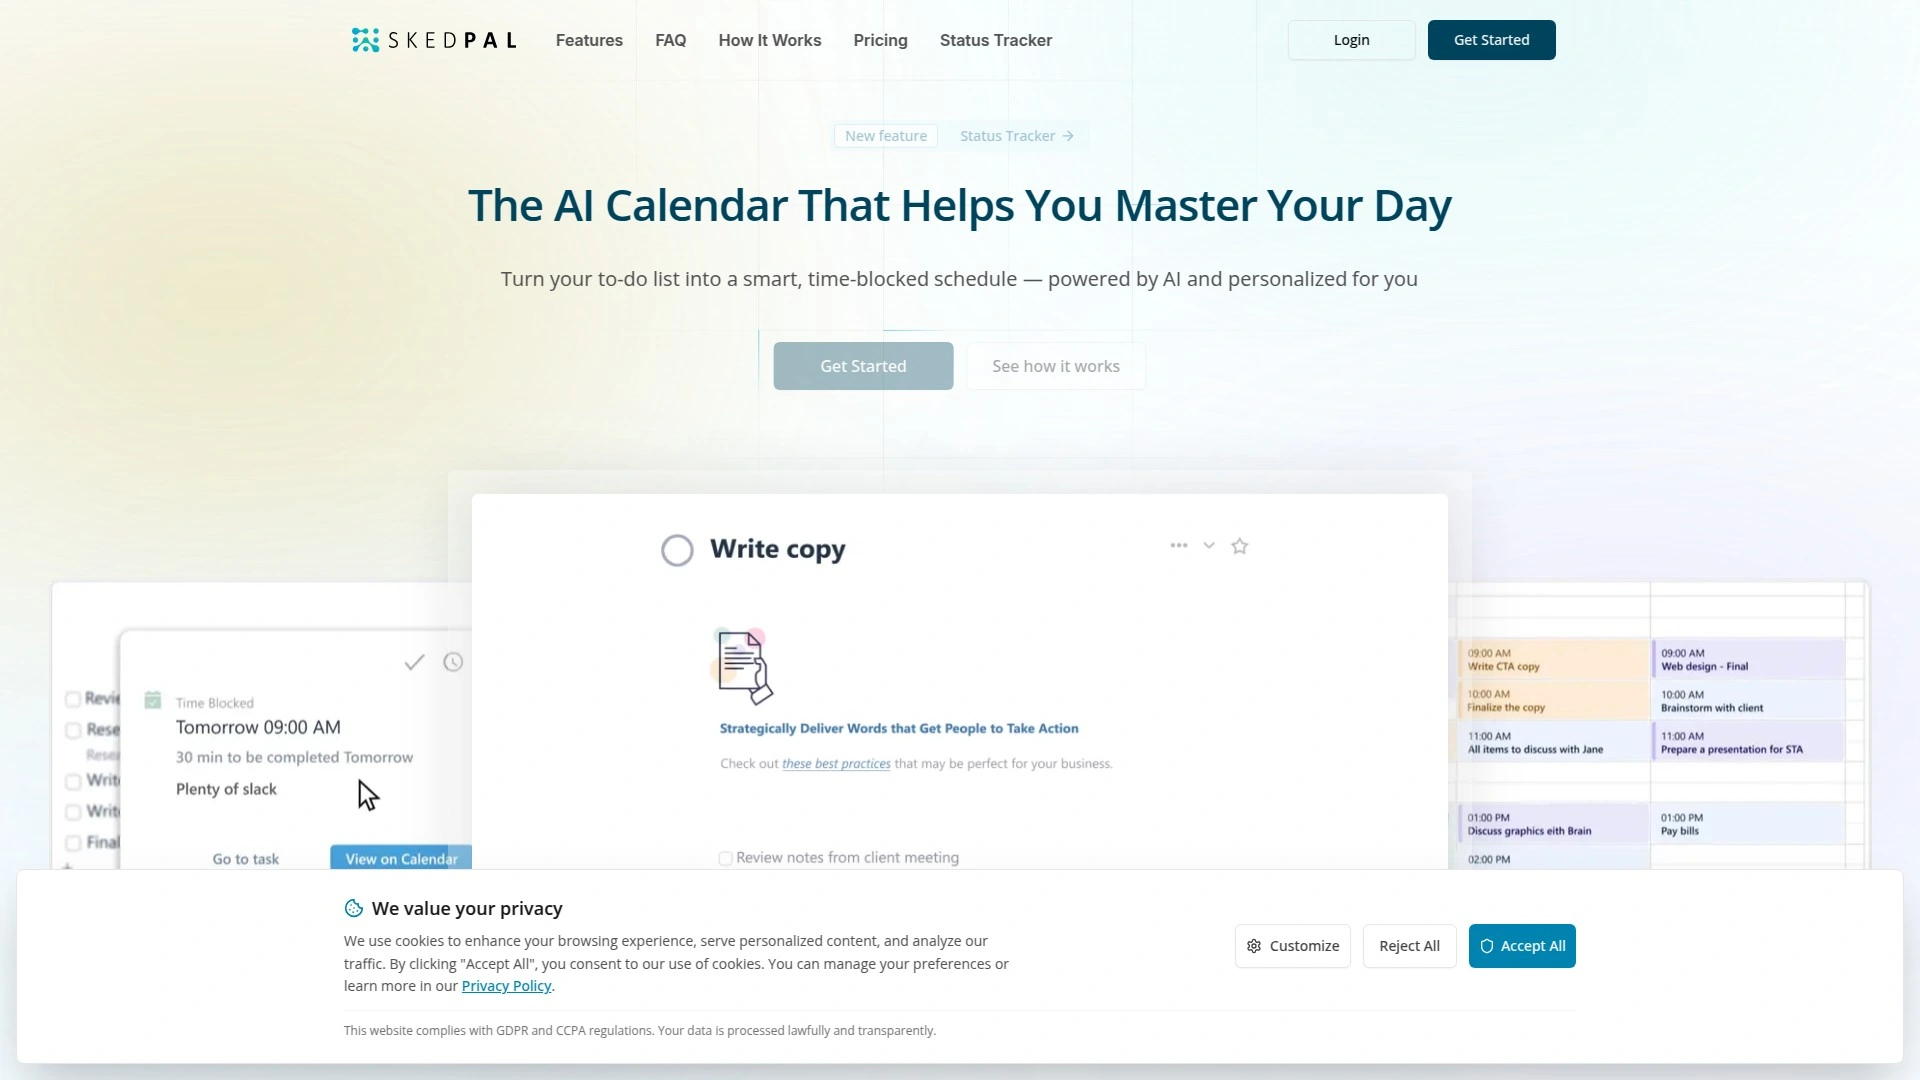 SKEDPAL
Features
FAQ
How It Works
Pricing
Status Tracker
Login
Get Started
New feature
Status Tracker →
The AI Calendar That Helps You Master Your Day
Turn your to-do list into a smart, time-blocked schedule — powered by AI and personalized for you
Get Started
See how it works
Time Blocked
Tomorrow 09:00 AM
30 min to be completed Tomorrow
Plenty of slack
Go to task
View on Calendar
Write copy
Strategically Deliver Words that Get People to Take Action
Check out these best practices that may be perfect for your business.
Review notes from client meeting
09:00 AM
Write CTA copy
10:00 AM
Finalize the copy
11:00 AM
All items to discuss with Jane
01:00 PM
Discuss graphics eith Brain
02:00 PM
09:00 AM
Web design - Final
10:00 AM
Brainstorm with client
11:00 AM
Prepare a presentation for STA
01:00 PM
Pay bills
We value your privacy
We use cookies to enhance your browsing experience, serve personalized content, and analyze our
traffic. By clicking "Accept All", you consent to our use of cookies. You can manage your preferences or
learn more in our Privacy Policy.
Customize
Reject All
Accept All
This website complies with GDPR and CCPA regulations. Your data is processed lawfully and transparently.